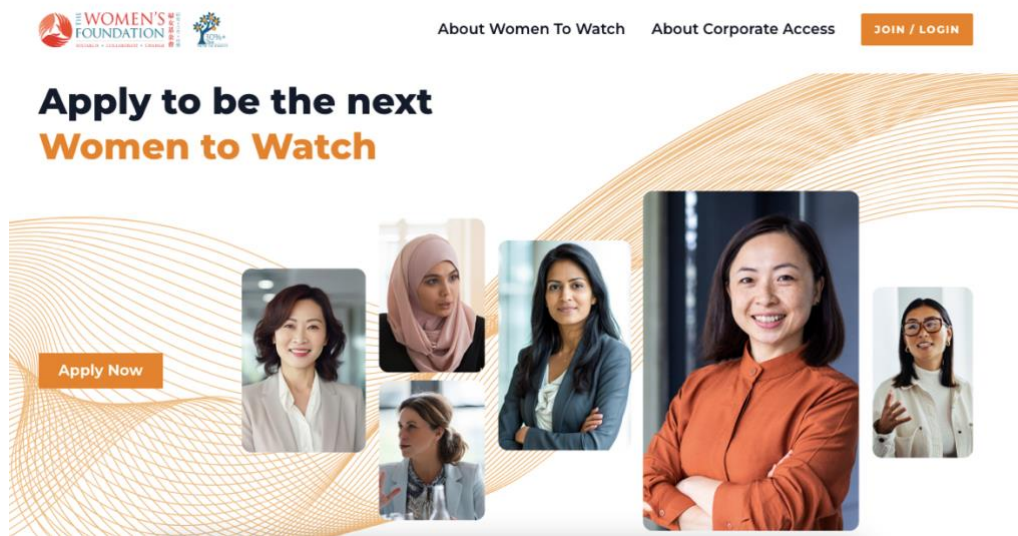 THE WOMEN'S
FOUNDATION
About Women To Watch
About Corporate Access
JOIN / LOGIN
Apply to be the next
Women to Watch
Apply Now